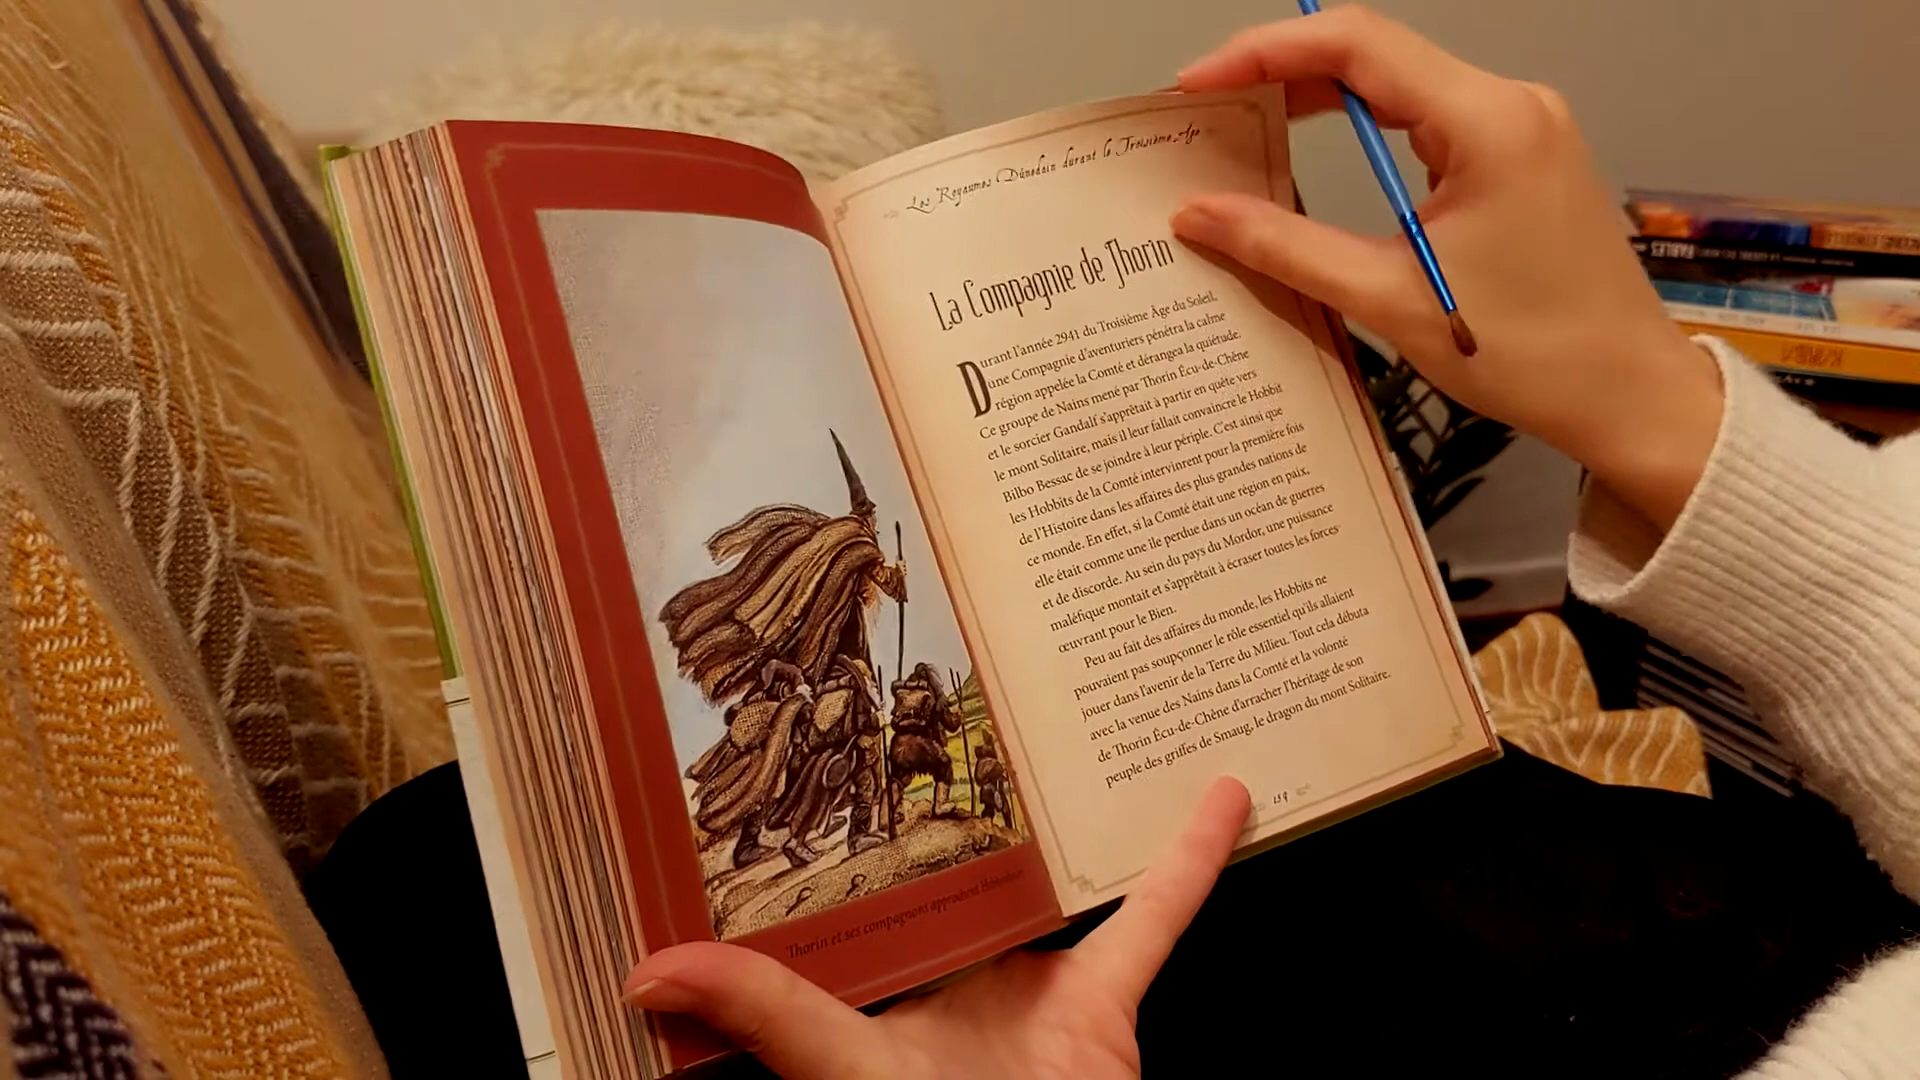 Les Royaumes Dúnedain durant le Troisième Âge
La Compagnie de Thorin
Durant l'année 2941 du Troisième Âge du Soleil,
une Compagnie d'aventuriers pénétra la calme
région appelée la Comté et dérangea la quiétude.
Ce groupe de Nains mené par Thorin Écu-de-Chêne
et le sorcier Gandalf s'apprêtait à partir en quête vers
le mont Solitaire, mais il leur fallait convaincre le Hobbit
Bilbo Bessac de se joindre à leur périple. C'est ainsi que
les Hobbits de la Comté intervinrent pour la première fois
de l'Histoire dans les affaires des plus grandes nations de
ce monde. En effet, si la Comté était une région en paix,
elle était comme une île perdue dans un océan de guerres
et de discorde. Au sein du pays du Mordor, une puissance
maléfique montait et s'apprêtait à écraser toutes les forces
œuvrant pour le Bien.
Peu au fait des affaires du monde, les Hobbits ne
pouvaient pas soupçonner le rôle essentiel qu'ils allaient
jouer dans l'avenir de la Terre du Milieu. Tout cela débuta
avec la venue des Nains dans la Comté et la volonté
de Thorin Écu-de-Chêne d'arracher l'héritage de son
peuple des griffes de Smaug, le dragon du mont Solitaire.
159
Thorin et ses compagnons approchent Hobbitebourg
FABLES